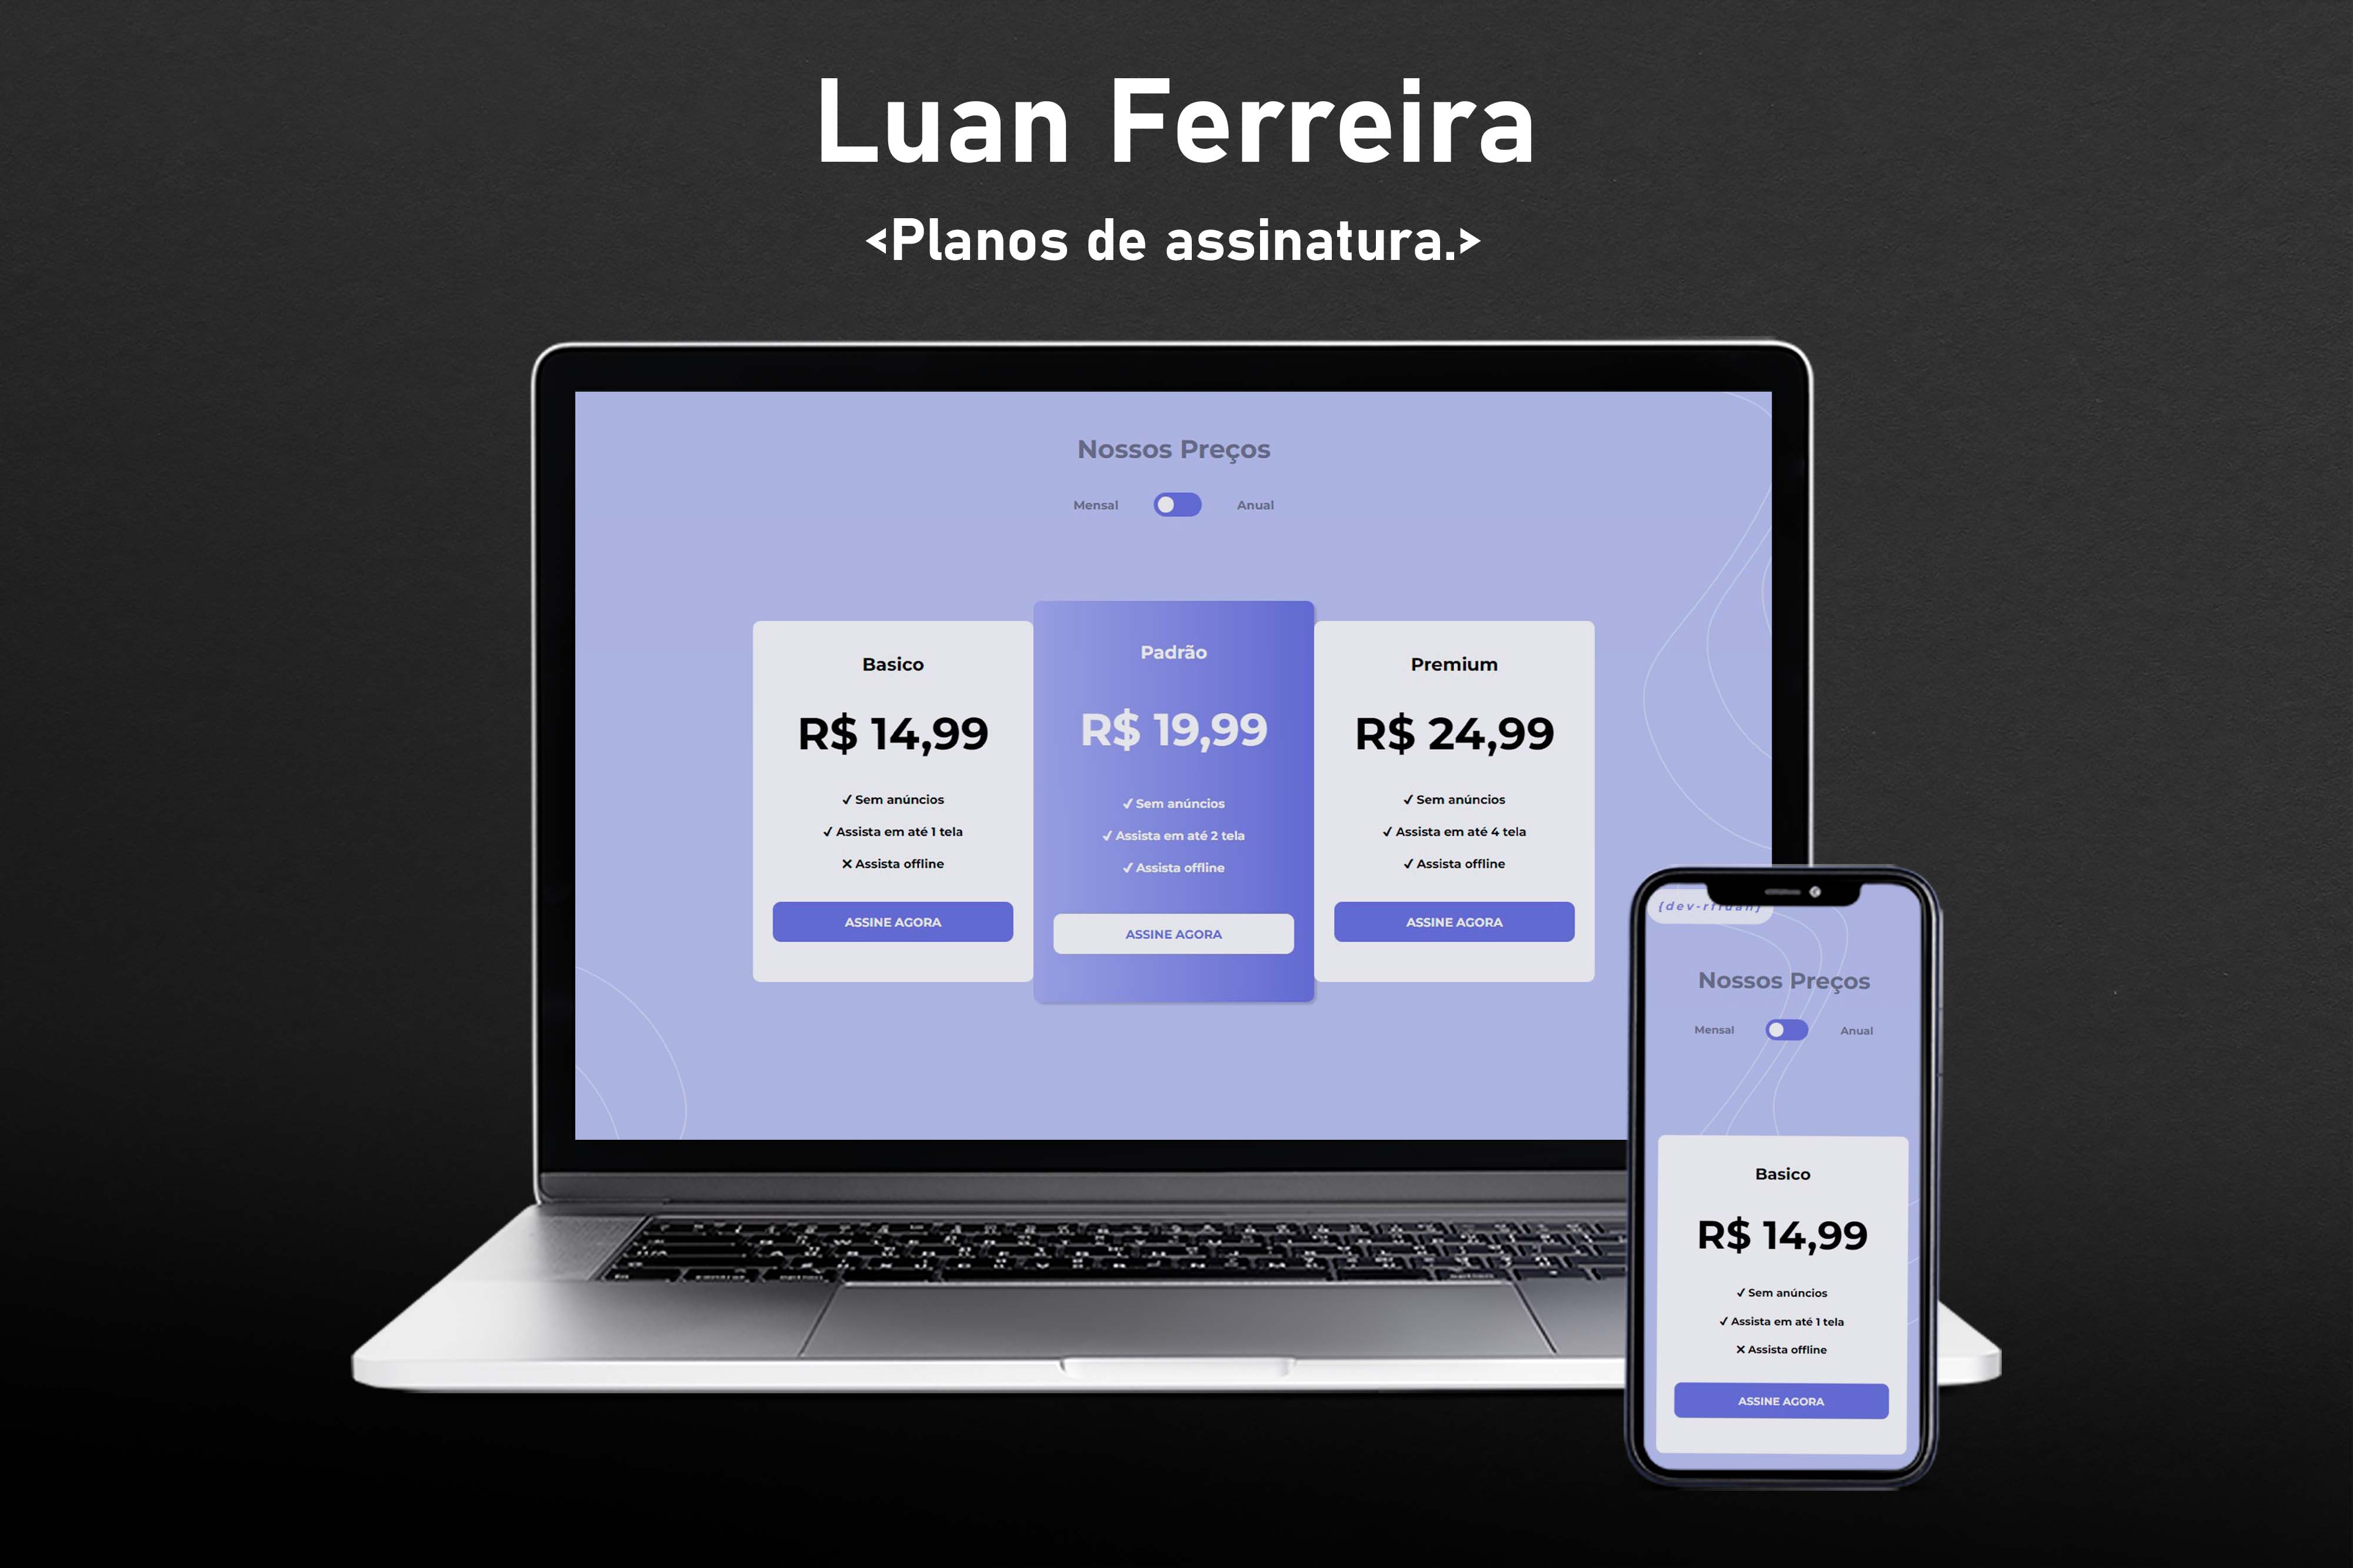 Luan Ferreira
<Planos de assinatura.>
Nossos Preços
Mensal
Anual
Basico
R$ 14,99
✓ Sem anúncios
✓ Assista em até 1 tela
✕ Assista offline
ASSINE AGORA
Padrão
R$ 19,99
✓ Sem anúncios
✓ Assista em até 2 tela
✓ Assista offline
ASSINE AGORA
Premium
R$ 24,99
✓ Sem anúncios
✓ Assista em até 4 tela
✓ Assista offline
ASSINE AGORA
Nossos Preços
Mensal
Anual
Basico
R$ 14,99
✓ Sem anúncios
✓ Assista em até 1 tela
✕ Assista offline
ASSINE AGORA